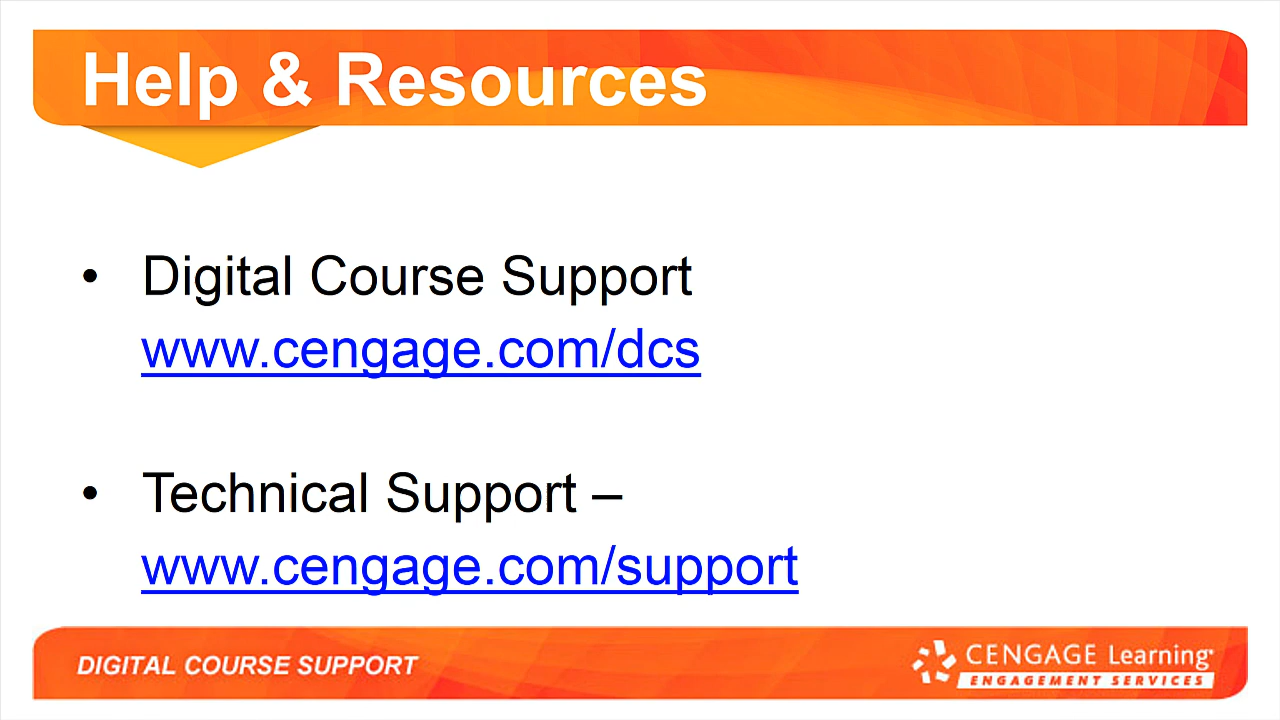 Help & Resources
• Digital Course Support
www.cengage.com/dcs
• Technical Support –
www.cengage.com/support
DIGITAL COURSE SUPPORT
CENGAGE Learning®
ENGAGEMENT SERVICES